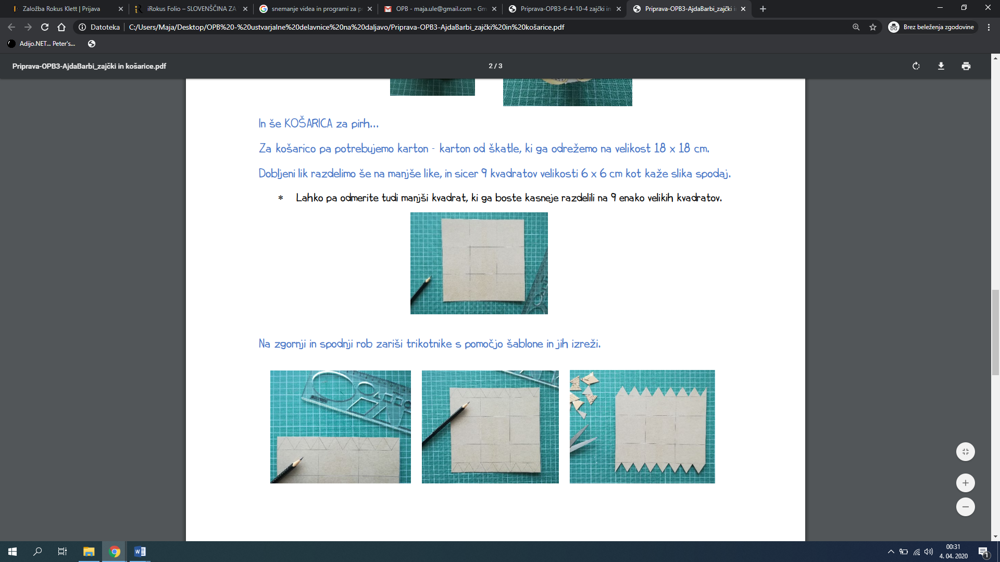 Založba Rokus Klett | Prijava
iRokus Folio – SLOVENŠČINA ZA
snemanje videa in programi za p
OPB - maja.ule@gmail.com - Gm
Priprava-OPB3-6-4-10-4 zajčki in
Priprava-OPB3-AjdaBarbi_zajčki i
Datoteka
C:/Users/Maja/Desktop/OPB%20-%20ustvarjalne%20delavnice%20na%20daljavo/Priprava-OPB3-AjdaBarbi_zajčki%20in%20košarice.pdf
Brez beleženja zgodovine
Adijo.NET... Peter's...
Priprava-OPB3-AjdaBarbi_zajčki in košarice.pdf
2 / 3
In še KOŠARICA za pirh...
Za košarico pa potrebujemo karton - karton od škatle, ki ga odrežemo na velikost 18 x 18 cm.
Dobljeni lik razdelimo še na manjše like, in sicer 9 kvadratov velikosti 6 x 6 cm kot kaže slika spodaj.
* Lahko pa odmerite tudi manjši kvadrat, ki ga boste kasneje razdelili na 9 enako velikih kvadratov.
Na zgornji in spodnji rob zariši trikotnike s pomočjo šablone in jih izreži.
00:31
4. 04. 2020
1